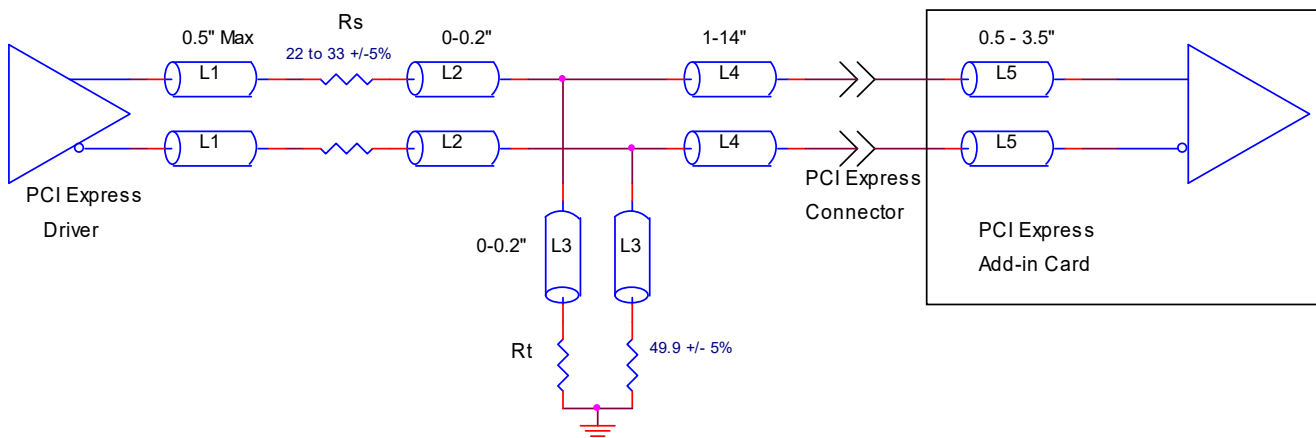 Rs
0.5" Max
22 to 33 +/-5%
0-0.2"
1-14"
0.5 - 3.5"
L1
L2
L4
L5
L1
L2
L4
L5
PCI Express
Driver
PCI Express
Connector
PCI Express
Add-in Card
0-0.2"
L3
L3
Rt
49.9 +/- 5%